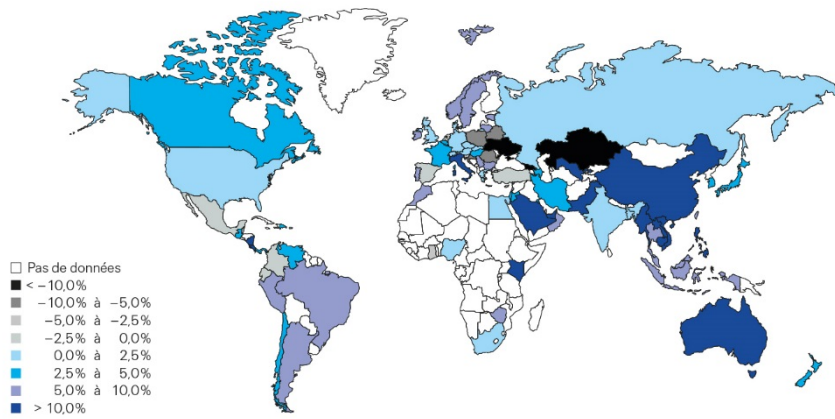 Pas de données
< −10,0%
−10,0% à −5,0%
−5,0% à −2,5%
−2,5% à 0,0%
0,0% à 2,5%
2,5% à 5,0%
5,0% à 10,0%
> 10,0%